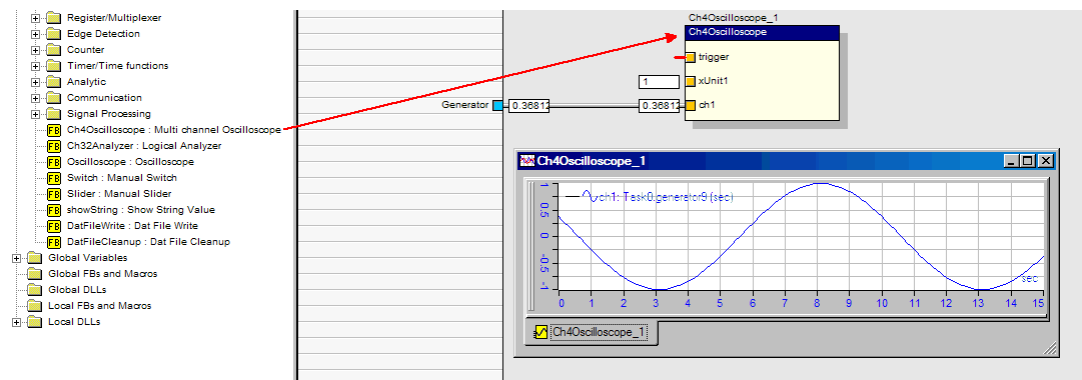 Register/Multiplexer
Edge Detection
Counter
Timer/Time functions
Analytic
Communication
Signal Processing
FB Ch4Oscilloscope : Multi channel Oscilloscope
FB Ch32Analyzer : Logical Analyzer
FB Oscilloscope : Oscilloscope
FB Switch : Manual Switch
FB Slider : Manual Slider
FB showString : Show String Value
FB DatFileWrite : Dat File Write
FB DatFileCleanup : Dat File Cleanup
Global Variables
Global FBs and Macros
Global DLLs
Local FBs and Macros
Local DLLs
Ch4Oscilloscope_1
Ch4Oscilloscope
trigger
1 xUnit1
Generator 0.36812 0.36812 ch1
Ch4Oscilloscope_1
ch1: Task0.generator9 (sec)
1
0.5
0
-0.5
-1
sec
0 1 2 3 4 5 6 7 8 9 10 11 12 13 14 15
Ch4Oscilloscope_1